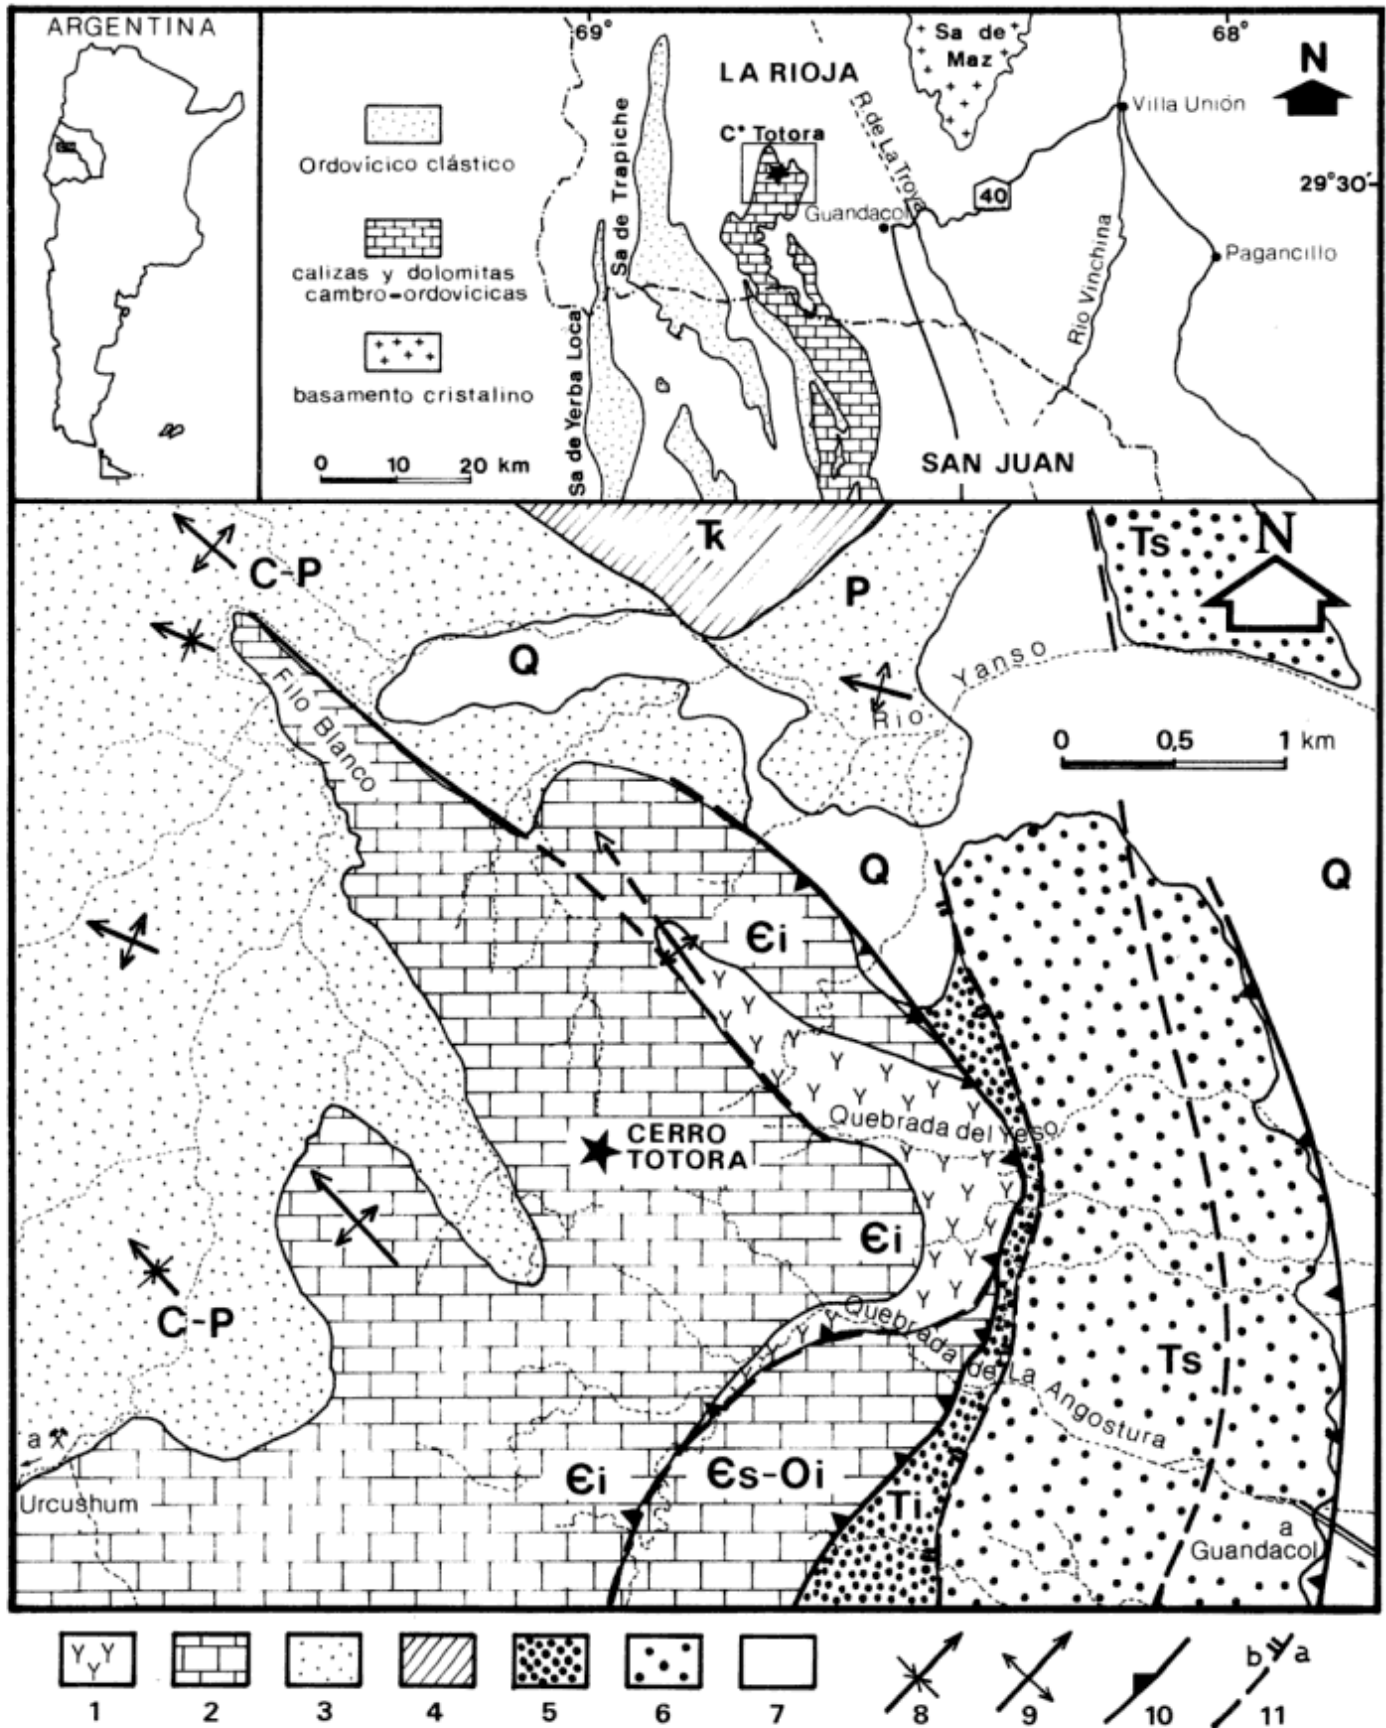 ARGENTINA
Ordovícico clástico
calizas y dolomitas
cambro-ordovícicas
basamento cristalino
0 10 20 km
69°
68°
Sa de
Maz
LA RIOJA
N
Villa Unión
C° Totora
R. de La Troya
29°30'
40
Guandacol
Sa de Trapiche
Pagancillo
Rio Vinchina
Sa de Yerba Loca
SAN JUAN
Tk
Ts
N
C-P
P
Q
Yanso
Rio
Filo Blanco
0 0,5 1 km
Q
Q
Єi
Quebrada del Yeso
CERRO
TOTORA
Єi
C-P
Quebrada de La Angostura
Ts
a
Єi
Єs-Oi
Ti
Urcushum
a
Guandacol
Y Y
Y
b a
1 2 3 4 5 6 7 8 9 10 11